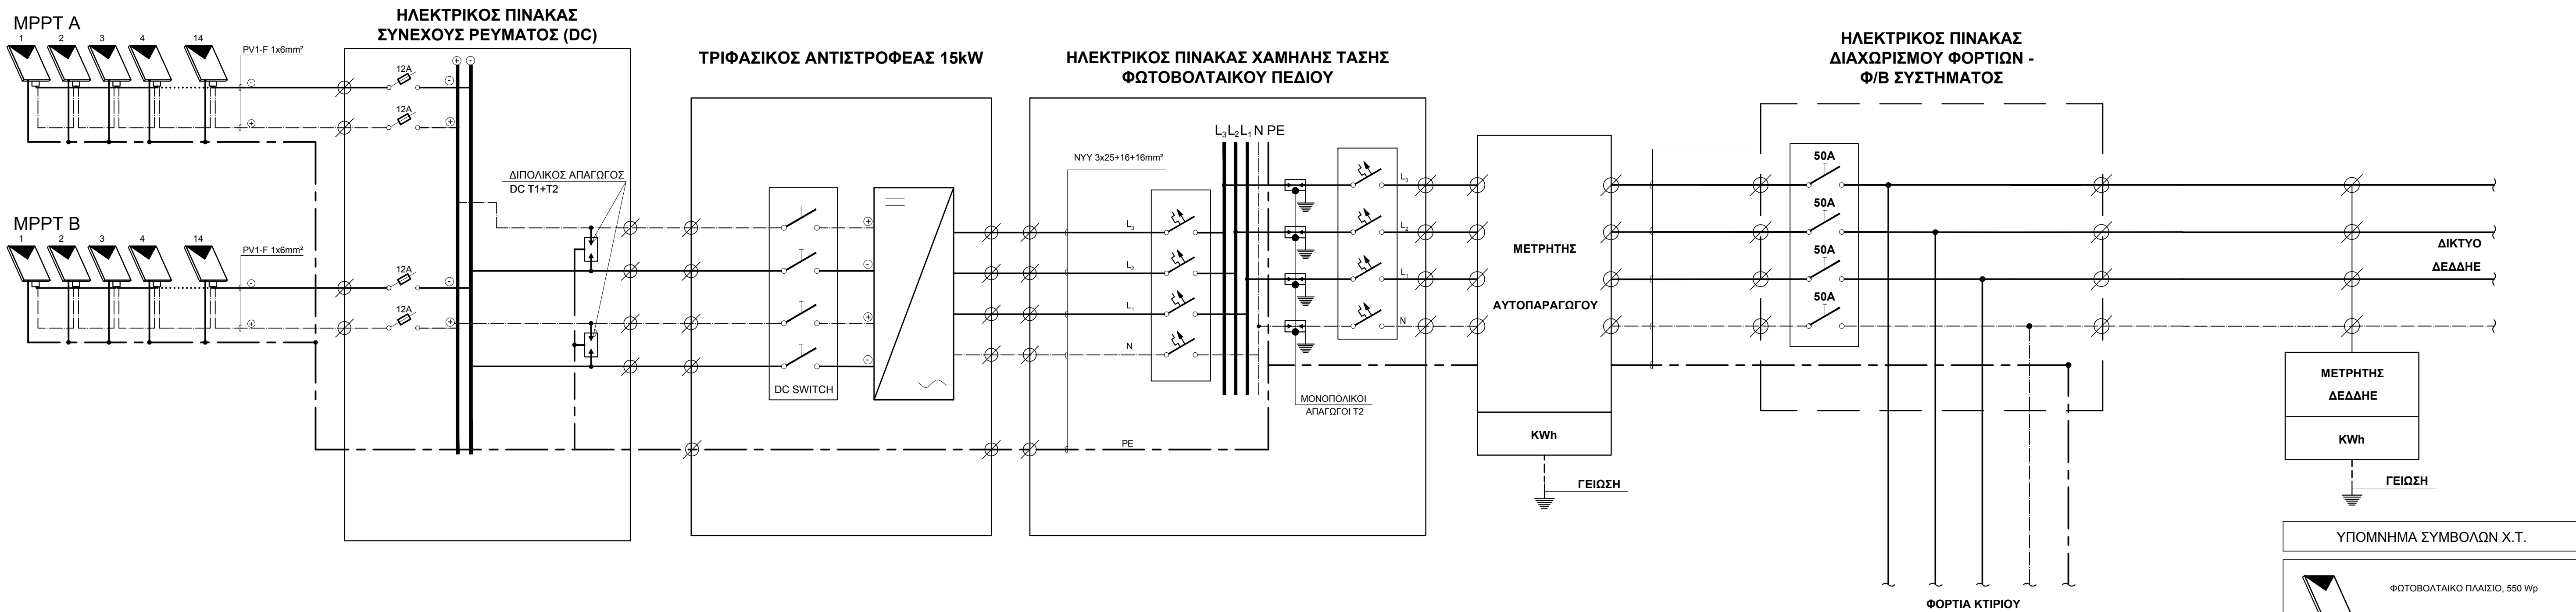 ΗΛΕΚΤΡΙΚΟΣ ΠΙΝΑΚΑΣ
ΣΥΝΕΧΟΥΣ ΡΕΥΜΑΤΟΣ (DC)
ΤΡΙΦΑΣΙΚΟΣ ΑΝΤΙΣΤΡΟΦΕΑΣ 15kW
ΗΛΕΚΤΡΙΚΟΣ ΠΙΝΑΚΑΣ ΧΑΜΗΛΗΣ ΤΑΣΗΣ
ΦΩΤΟΒΟΛΤΑΙΚΟΥ ΠΕΔΙΟΥ
ΗΛΕΚΤΡΙΚΟΣ ΠΙΝΑΚΑΣ
ΔΙΑΧΩΡΙΣΜΟΥ ΦΟΡΤΙΩΝ -
Φ/Β ΣΥΣΤΗΜΑΤΟΣ
MPPT A
1 2 3 4 14
PV1-F 1x6mm²
-
+
12A
-
12A
+
+ -
MPPT B
1 2 3 4 14
PV1-F 1x6mm²
-
+
12A
-
12A
+
ΔΙΠΟΛΙΚΟΣ ΑΠΑΓΩΓΟΣ
DC T1+T2
+
-
+
-
DC SWITCH
NYY 3x25+16+16mm²
L₃
L₂
L₁
N
PE
L₃ L₂ L₁ N PE
L₃
L₂
L₁
N
ΜΟΝΟΠΟΛΙΚΟΙ
ΑΠΑΓΩΓΟΙ Τ2
ΜΕΤΡΗΤΗΣ
ΑΥΤΟΠΑΡΑΓΩΓΟΥ
KWh
ΓΕΙΩΣΗ
50A
50A
50A
50A
ΦΟΡΤΙΑ ΚΤΙΡΙΟΥ
ΔΙΚΤΥΟ
ΔΕΔΔΗΕ
ΜΕΤΡΗΤΗΣ
ΔΕΔΔΗΕ
KWh
ΓΕΙΩΣΗ
ΥΠΟΜΝΗΜΑ ΣΥΜΒΟΛΩΝ Χ.Τ.
ΦΩΤΟΒΟΛΤΑΙΚΟ ΠΛΑΙΣΙΟ, 550 Wp